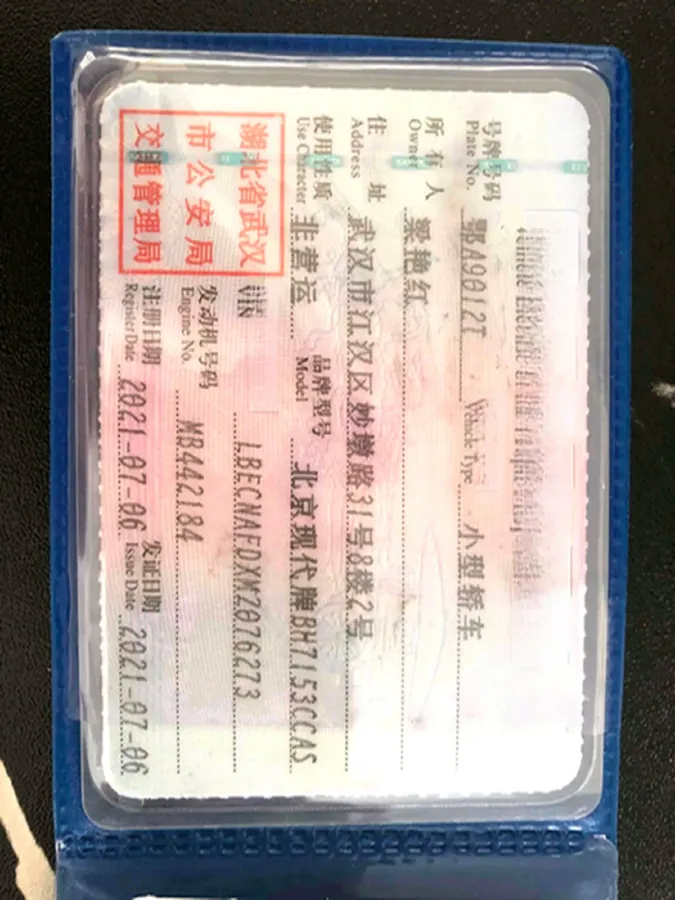 号牌号码 鄂A9012T Vehicle Type 小型轿车
Plate No.
所有人 梁艳红
Owner
住址 武汉市江汉区妙墩路31号8楼2号
Address
使用性质 非营运 品牌型号 北京现代牌BH7153CCAS
Use Character Model
湖北省武汉
市公安局
交通管理局
VIN LBECNAFDXMZ076273
发动机号码 MB442184
Engine No.
注册日期 2021-07-06 发证日期 2021-07-06
Register Date Issue Date